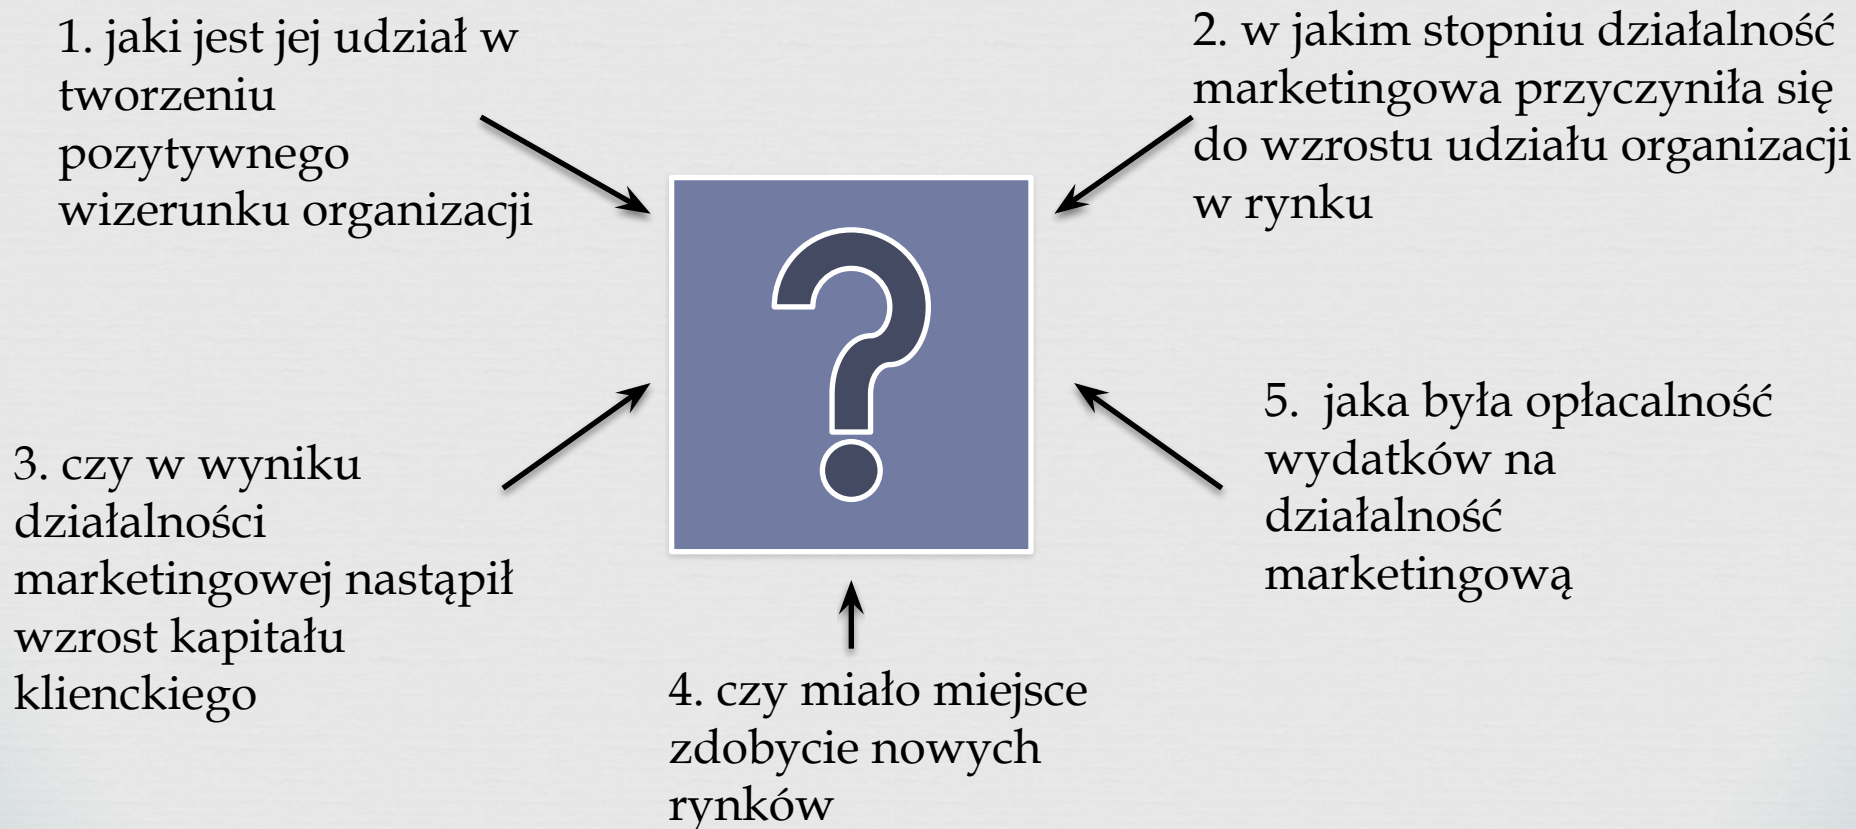 1. jaki jest jej udział w
tworzeniu
pozytywnego
wizerunku organizacji
2. w jakim stopniu działalność
marketingowa przyczyniła się
do wzrostu udziału organizacji
w rynku
3. czy w wyniku
działalności
marketingowej nastąpił
wzrost kapitału
klienckiego
4. czy miało miejsce
zdobycie nowych
rynków
5. jaka była opłacalność
wydatków na
działalność
marketingową
?